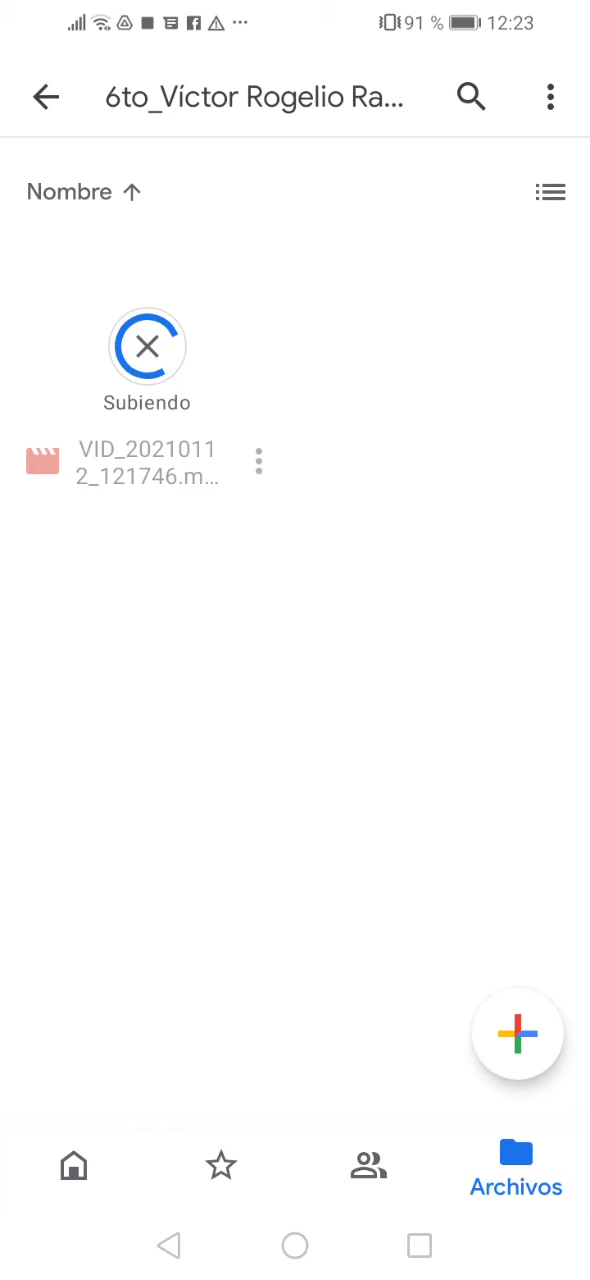 91 % 12:23
6to_Víctor Rogelio Ra...
Nombre
Subiendo
VID_2021011
2_121746.m...
Archivos